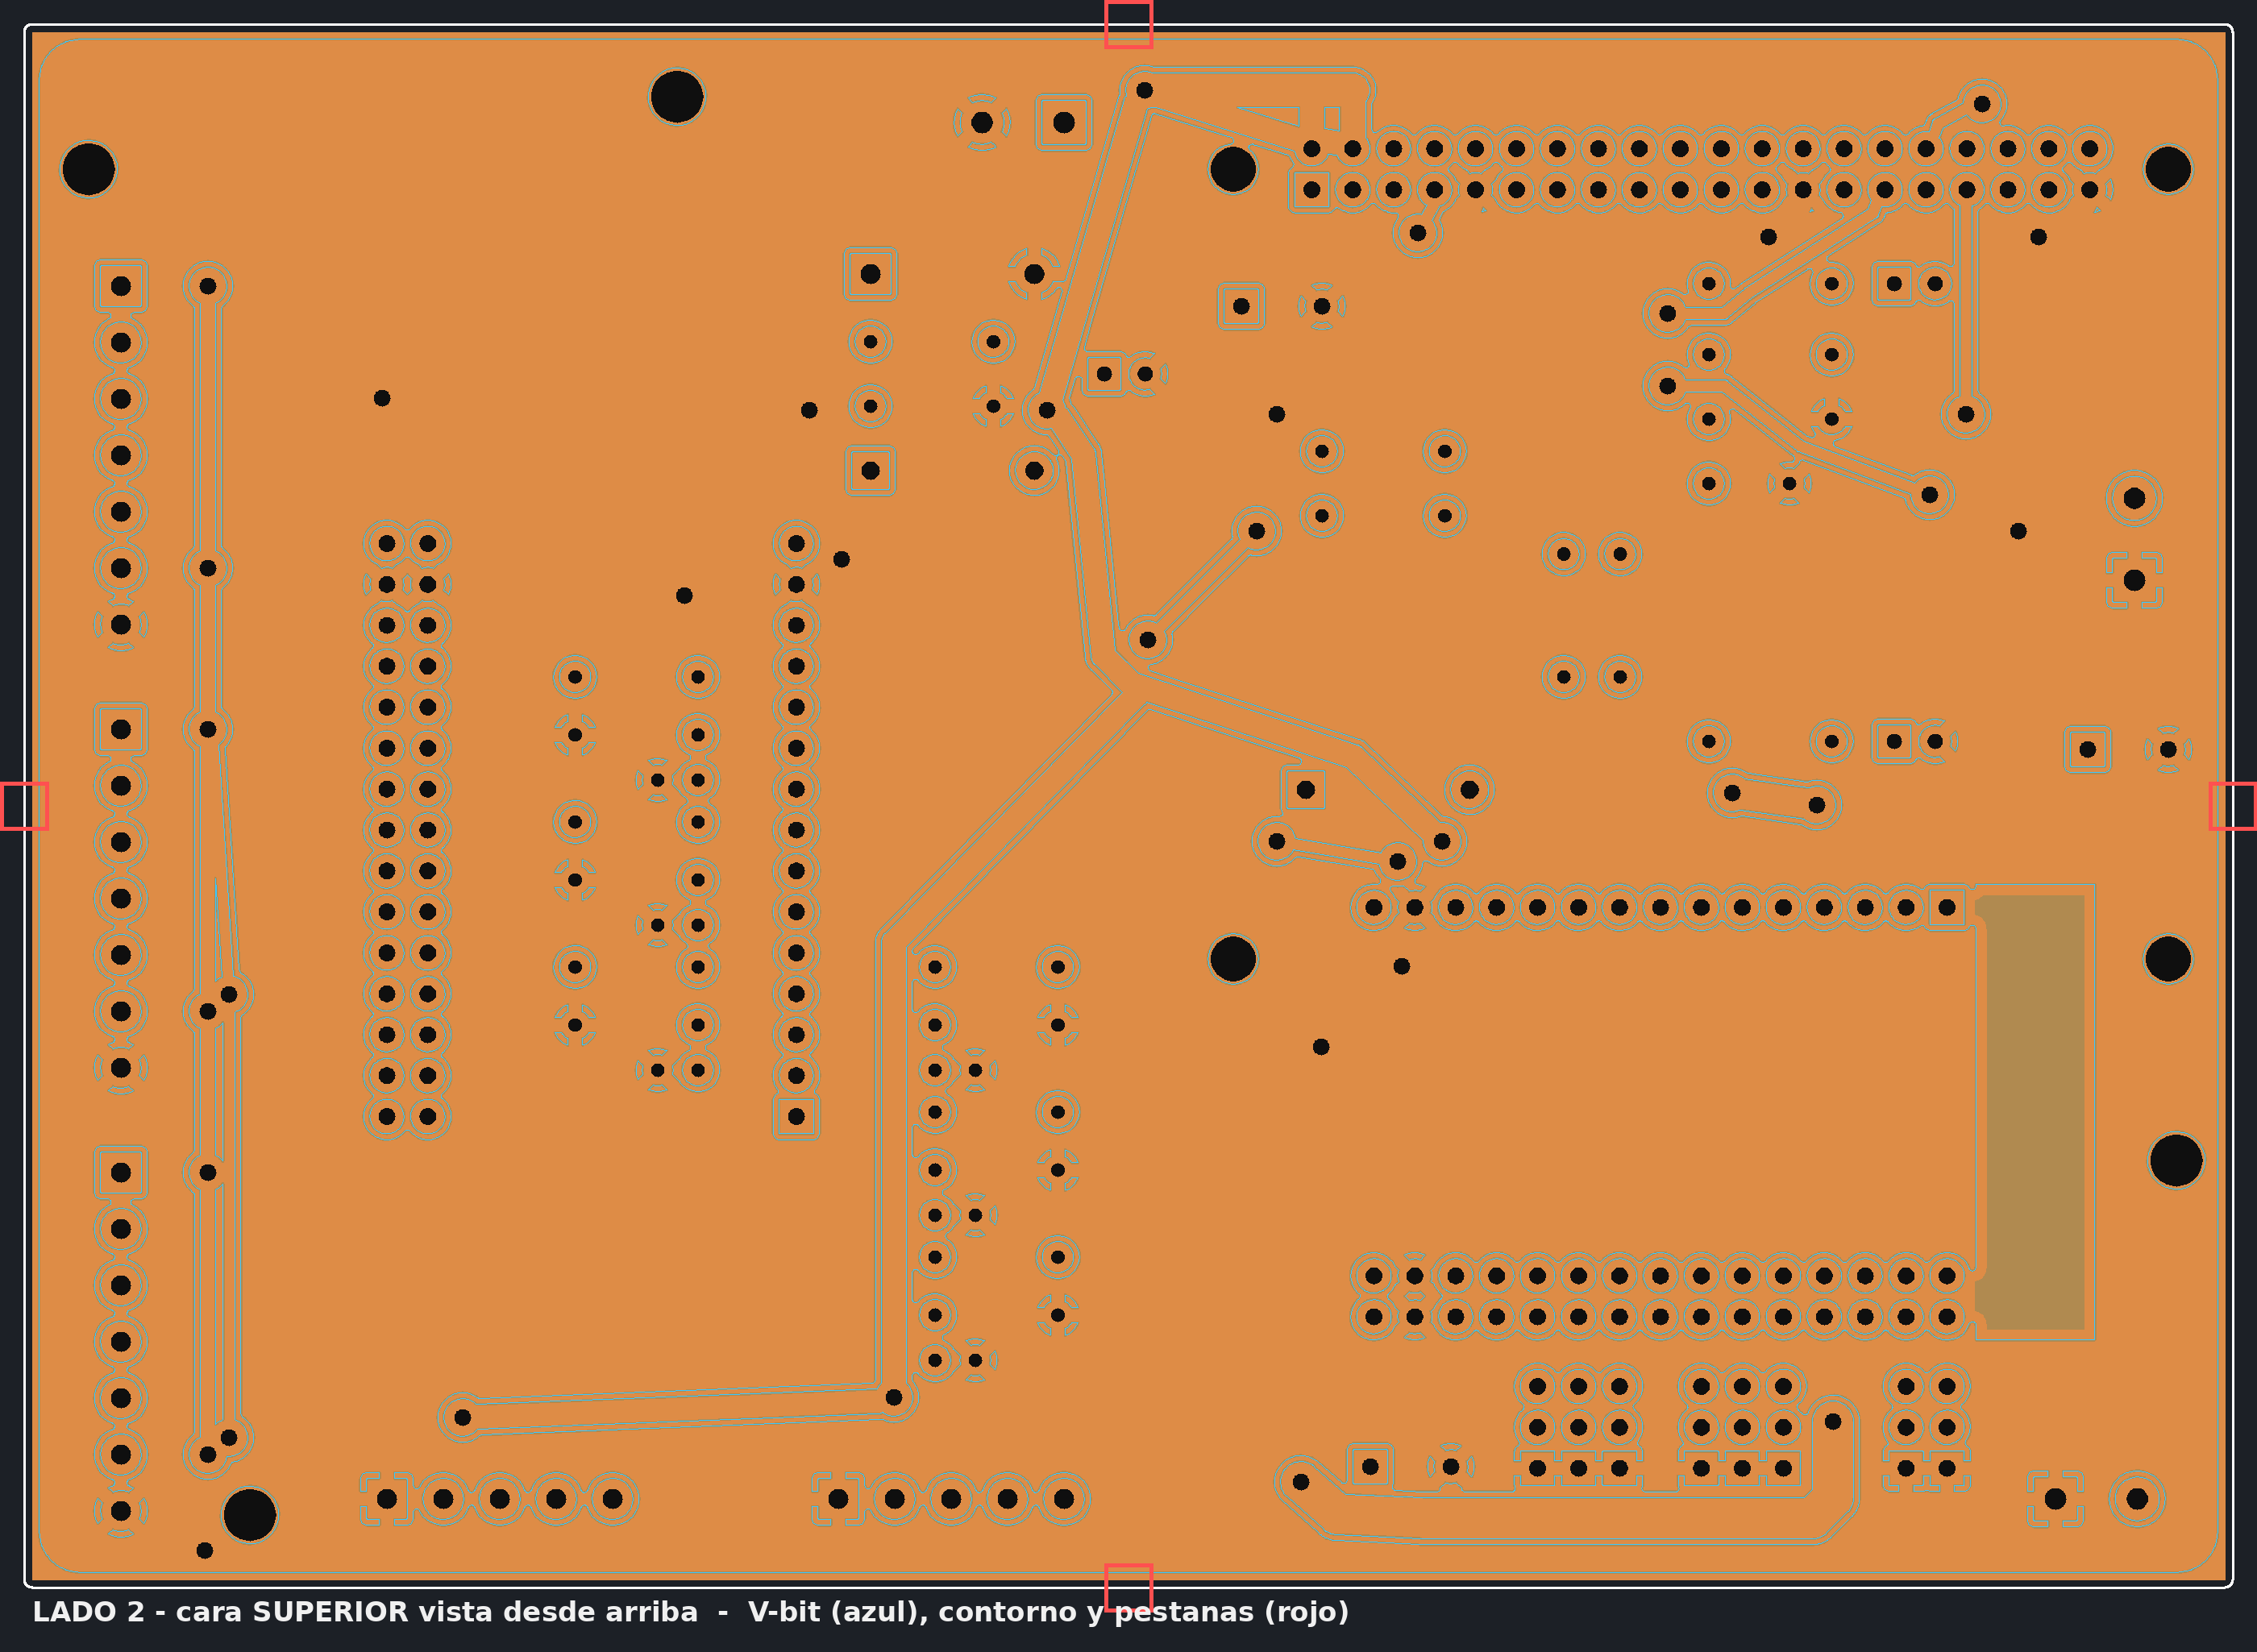 LADO 2 - cara SUPERIOR vista desde arriba - V-bit (azul), contorno y pestanas (rojo)